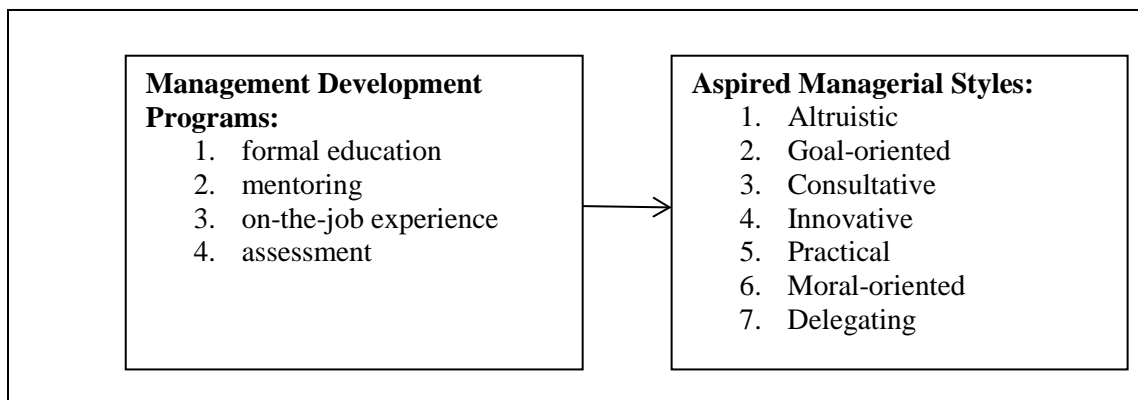 Management Development
Programs:
1. formal education
2. mentoring
3. on-the-job experience
4. assessment
Aspired Managerial Styles:
1. Altruistic
2. Goal-oriented
3. Consultative
4. Innovative
5. Practical
6. Moral-oriented
7. Delegating